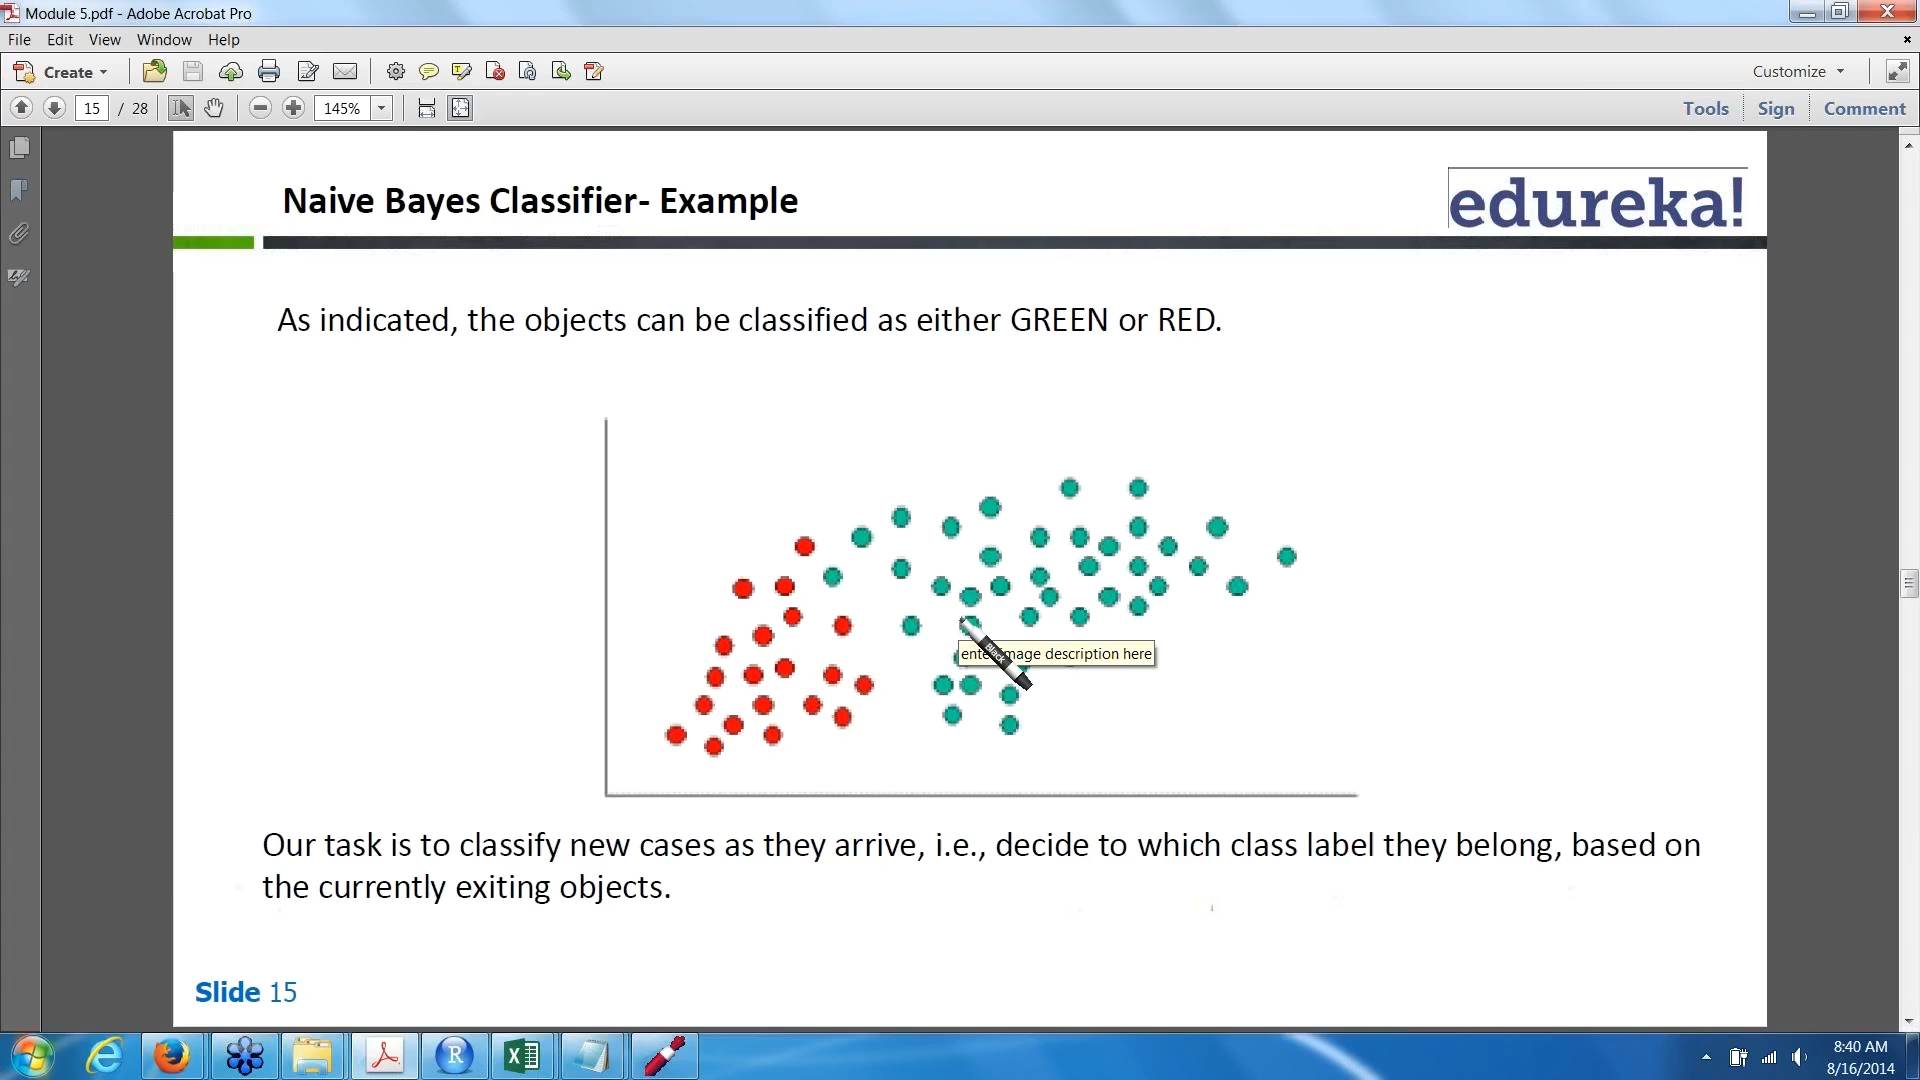 Module 5.pdf - Adobe Acrobat Pro
File Edit View Window Help
Create
Customize
15 / 28
145%
Tools Sign Comment
Naive Bayes Classifier- Example
edureka!
As indicated, the objects can be classified as either GREEN or RED.
Black
enter image description here
Our task is to classify new cases as they arrive, i.e., decide to which class label they belong, based on
the currently exiting objects.
Slide 15
8:40 AM
8/16/2014